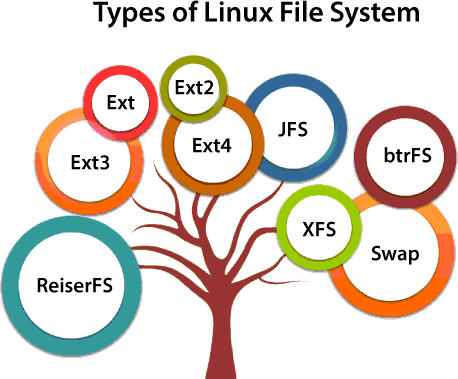 Types of Linux File System
Ext
Ext2
Ext3
Ext4
JFS
btrFS
XFS
Swap
ReiserFS